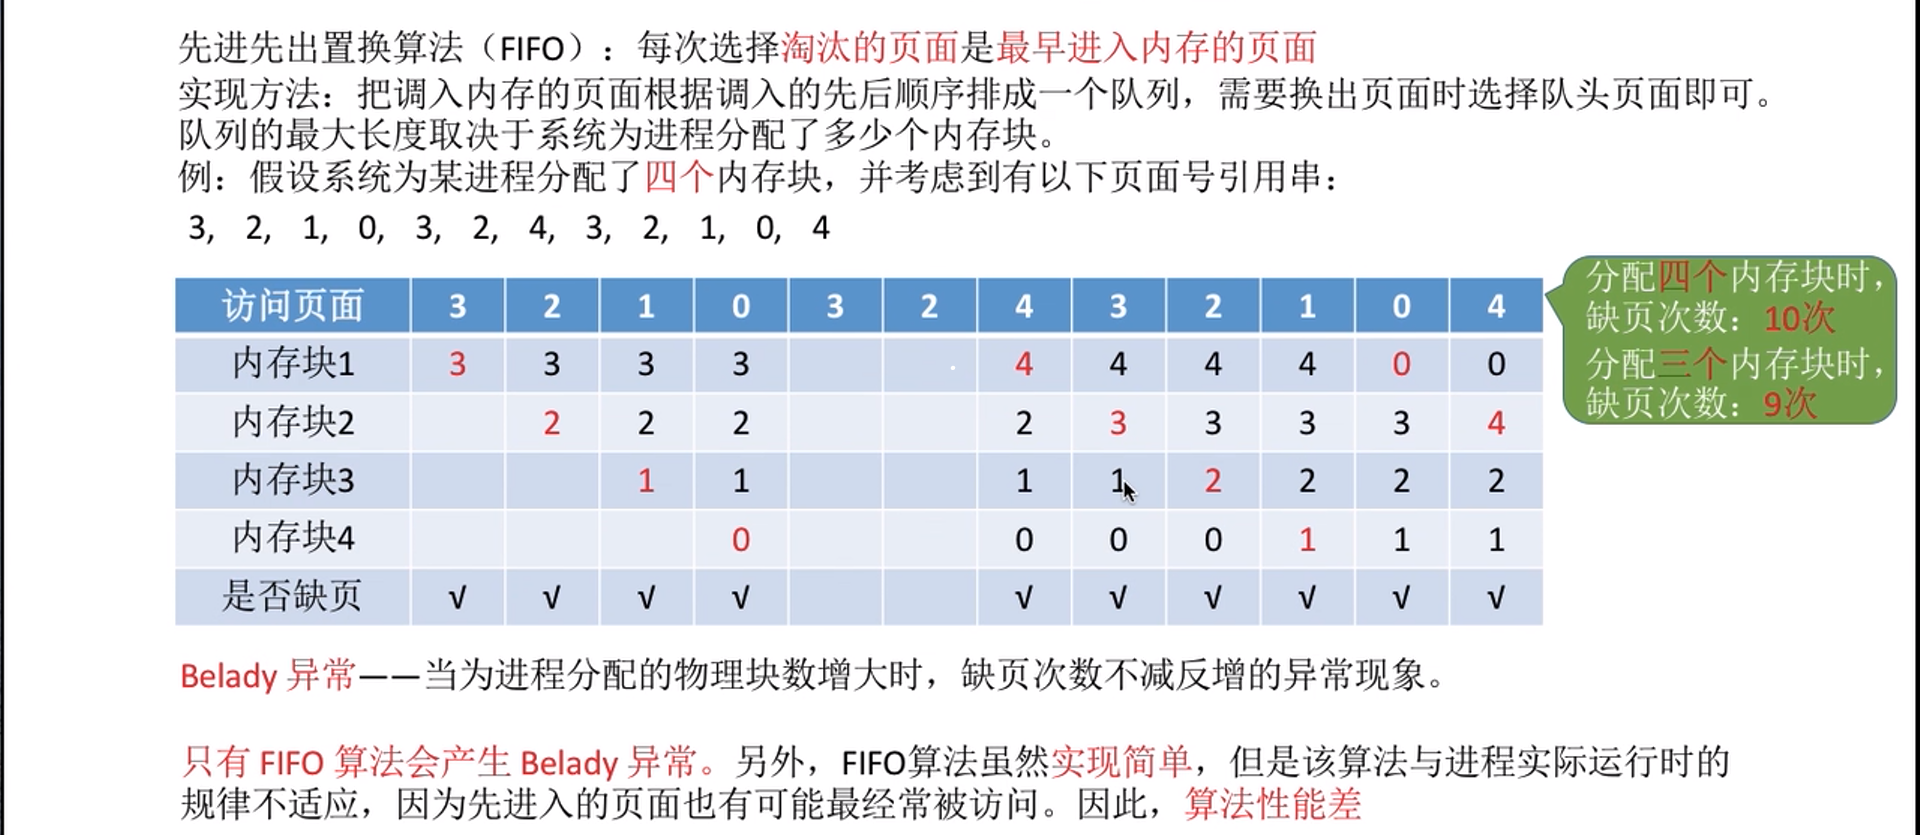 先进先出置换算法（FIFO）：每次选择淘汰的页面是最早进入内存的页面
实现方法：把调入内存的页面根据调入的先后顺序排成一个队列，需要换出页面时选择队头页面即可。
队列的最大长度取决于系统为进程分配了多少个内存块。
例：假设系统为某进程分配了四个内存块，并考虑到有以下页面号引用串：
3, 2, 1, 0, 3, 2, 4, 3, 2, 1, 0, 4
访问页面 3 2 1 0 3 2 4 3 2 1 0 4
内存块1 3 3 3 3 4 4 4 4 0 0
内存块2 2 2 2 2 3 3 3 3 4
内存块3 1 1 1 1 2 2 2 2
内存块4 0 0 0 0 1 1 1
是否缺页 √ √ √ √ √ √ √ √ √ √
分配四个内存块时，
缺页次数：10次
分配三个内存块时，
缺页次数：9次
Belady 异常——当为进程分配的物理块数增大时，缺页次数不减反增的异常现象。
只有 FIFO 算法会产生 Belady 异常。另外，FIFO算法虽然实现简单，但是该算法与进程实际运行时的
规律不适应，因为先进入的页面也有可能最经常被访问。因此，算法性能差